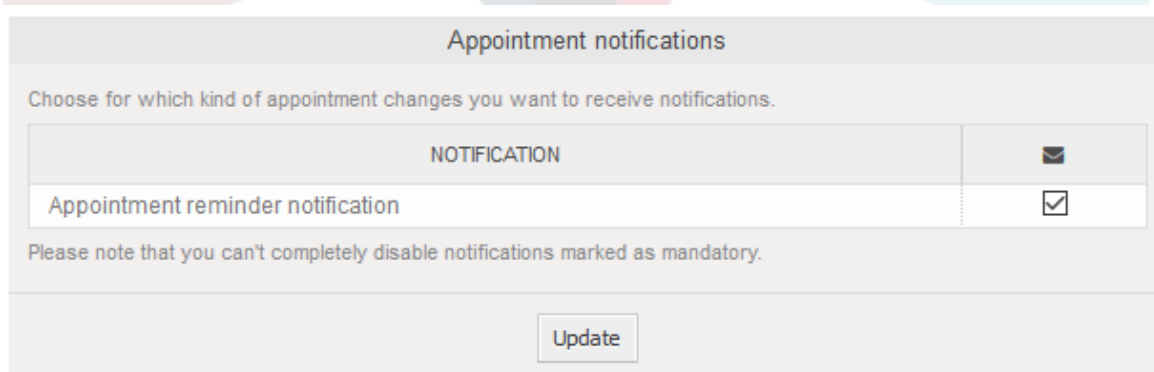 Appointment notifications
Choose for which kind of appointment changes you want to receive notifications.
NOTIFICATION
Appointment reminder notification
Please note that you can't completely disable notifications marked as mandatory.
Update